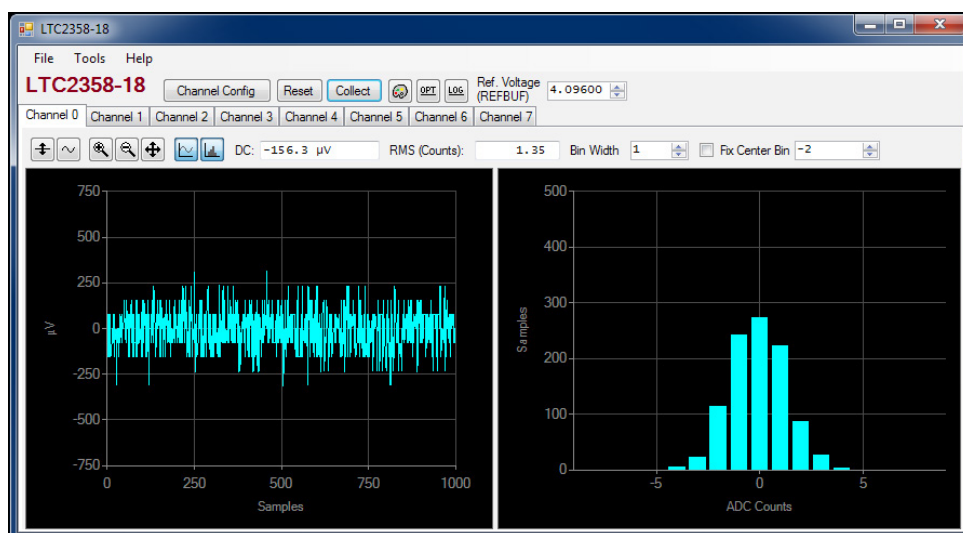 LTC2358-18
File Tools Help
LTC2358-18 Channel Config Reset Collect OPT LOG Ref. Voltage (REFBUF) 4.09600
Channel 0 Channel 1 Channel 2 Channel 3 Channel 4 Channel 5 Channel 6 Channel 7
DC: -156.3 µV RMS (Counts): 1.35 Bin Width 1 Fix Center Bin -2
750
500
250
0
-250
-500
-750
µV
0 250 500 750 1000
Samples
500
400
300
200
100
0
Samples
-5 0 5
ADC Counts